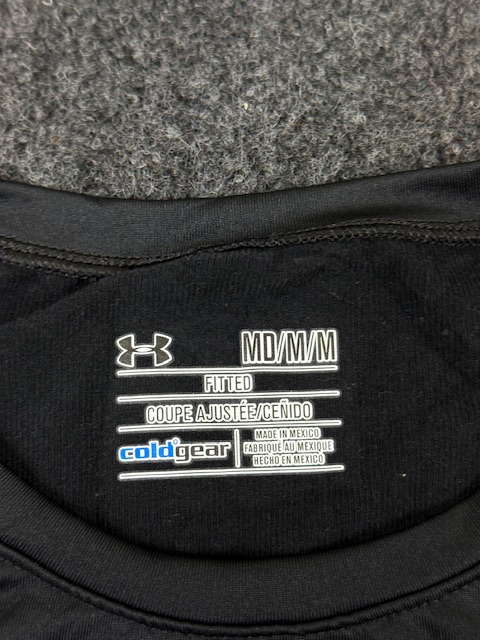 MD/M/M
FITTED
COUPE AJUSTÉE/CEÑIDO
coldgear
MADE IN MEXICO
FABRIQUÉ AU MEXIQUE
HECHO EN MEXICO